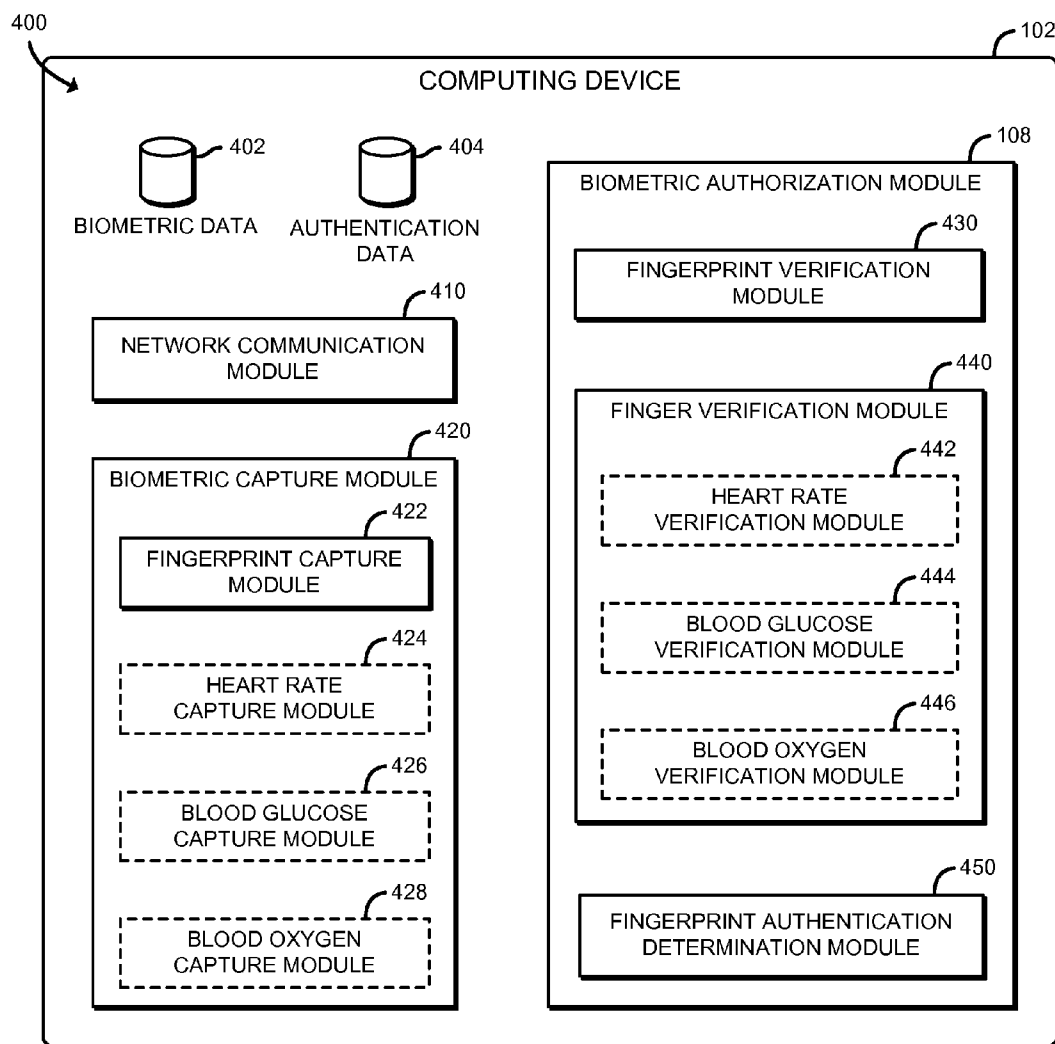 400
102
COMPUTING DEVICE
402
404
BIOMETRIC DATA
AUTHENTICATION
DATA
410
NETWORK COMMUNICATION
MODULE
420
BIOMETRIC CAPTURE MODULE
422
FINGERPRINT CAPTURE
MODULE
424
HEART RATE
CAPTURE MODULE
426
BLOOD GLUCOSE
CAPTURE MODULE
428
BLOOD OXYGEN
CAPTURE MODULE
108
BIOMETRIC AUTHORIZATION MODULE
430
FINGERPRINT VERIFICATION
MODULE
440
FINGER VERIFICATION MODULE
442
HEART RATE
VERIFICATION MODULE
444
BLOOD GLUCOSE
VERIFICATION MODULE
446
BLOOD OXYGEN
VERIFICATION MODULE
450
FINGERPRINT AUTHENTICATION
DETERMINATION MODULE